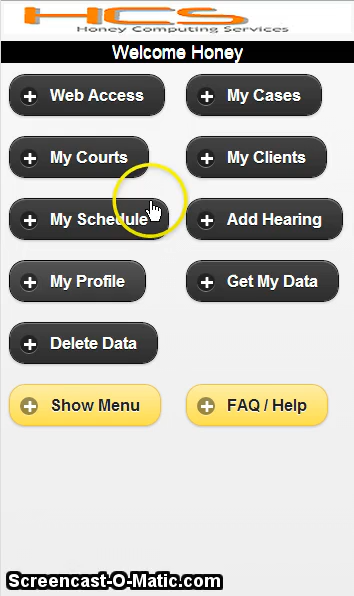 HCS
Honey Computing Services
Welcome Honey
Web Access
My Cases
My Courts
My Clients
My Schedule
Add Hearing
My Profile
Get My Data
Delete Data
Show Menu
FAQ / Help
Screencast-O-Matic.com